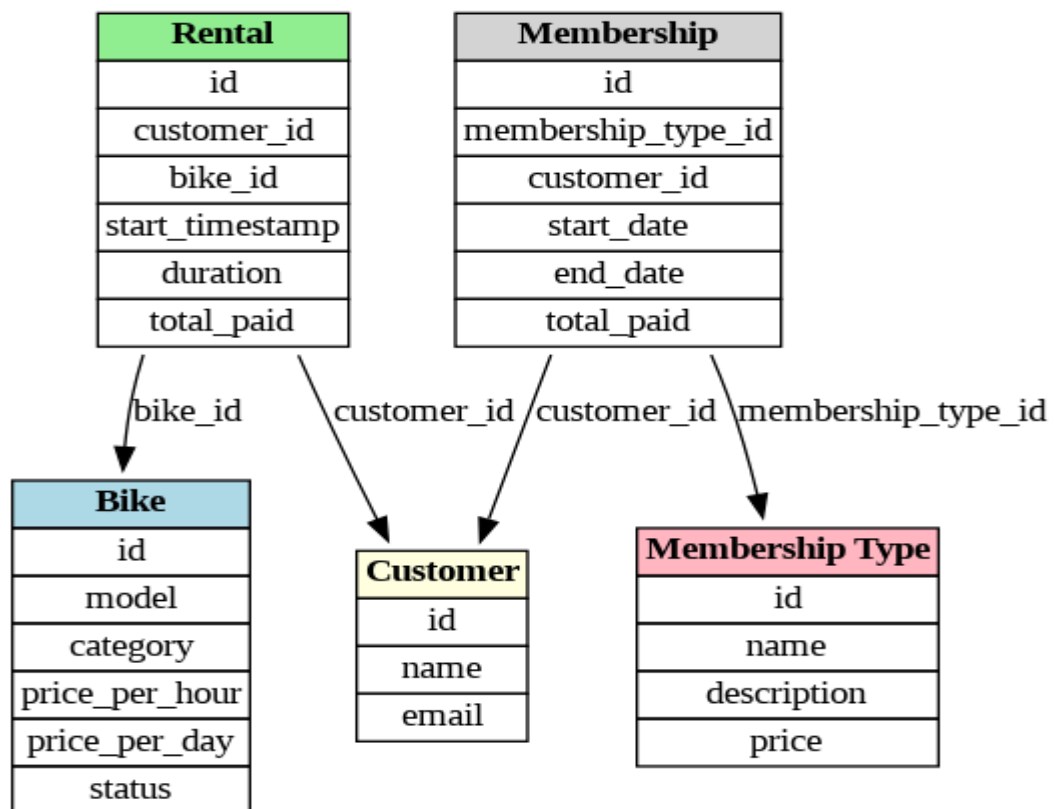 Rental
id
customer_id
bike_id
start_timestamp
duration
total_paid
Membership
id
membership_type_id
customer_id
start_date
end_date
total_paid
bike_id
customer_id
customer_id
membership_type_id
Bike
id
model
category
price_per_hour
price_per_day
status
Customer
id
name
email
Membership Type
id
name
description
price